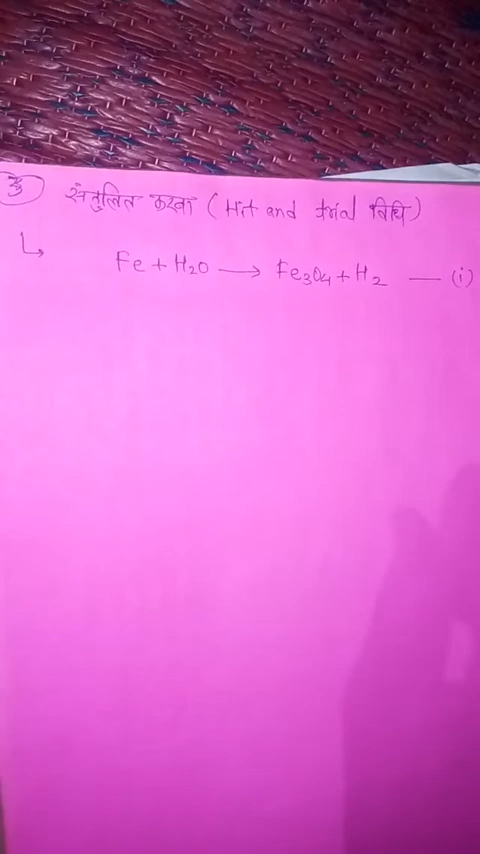 ③ संतुलित करना (Hit and trial विधि)
↳ Fe + H₂O ⟶ Fe₃O₄ + H₂ — (i)